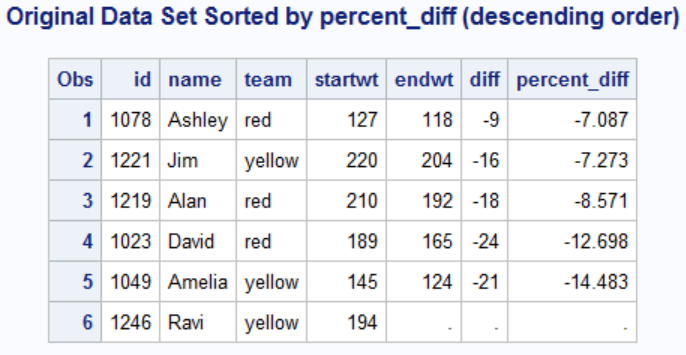 Original Data Set Sorted by percent_diff (descending order)
Obs id name team startwt endwt diff percent_diff
1 1078 Ashley red 127 118 -9 -7.087
2 1221 Jim yellow 220 204 -16 -7.273
3 1219 Alan red 210 192 -18 -8.571
4 1023 David red 189 165 -24 -12.698
5 1049 Amelia yellow 145 124 -21 -14.483
6 1246 Ravi yellow 194 . . .